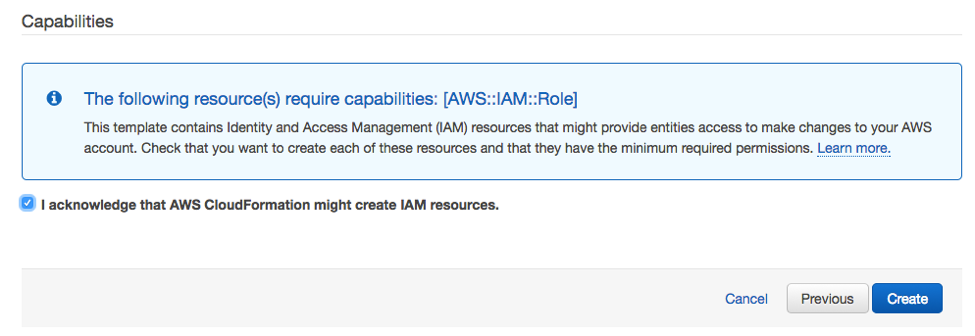 Capabilities
The following resource(s) require capabilities: [AWS::IAM::Role]
This template contains Identity and Access Management (IAM) resources that might provide entities access to make changes to your AWS
account. Check that you want to create each of these resources and that they have the minimum required permissions. Learn more.
I acknowledge that AWS CloudFormation might create IAM resources.
Cancel Previous Create